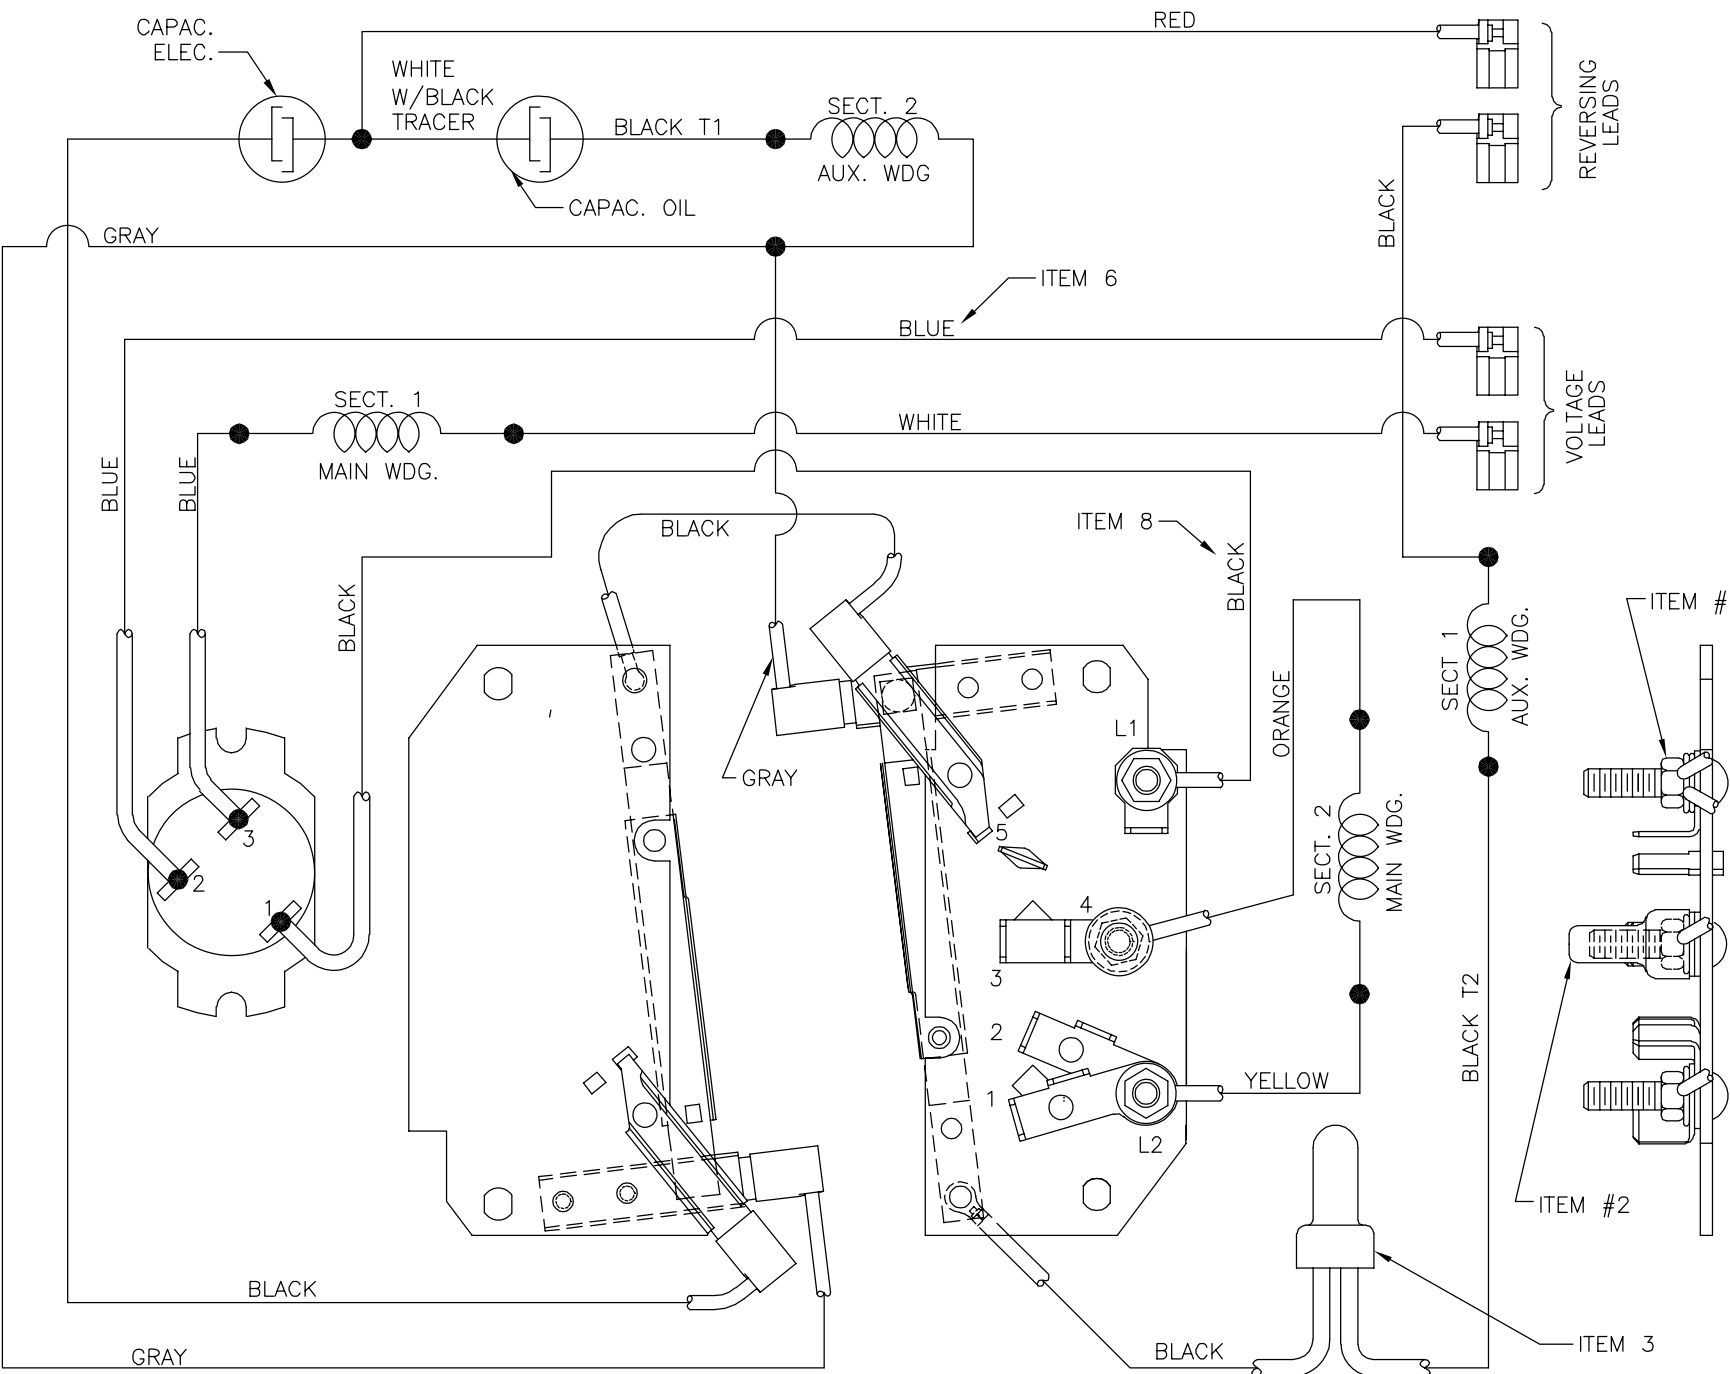 CAPAC.
ELEC.
RED
WHITE
W/BLACK
TRACER
BLACK T1
SECT. 2
AUX. WDG
CAPAC. OIL
REVERSING
LEADS
BLACK
GRAY
ITEM 6
BLUE
SECT. 1
MAIN WDG.
WHITE
VOLTAGE
LEADS
BLUE
BLUE
BLACK
ITEM 8
BLACK
BLACK
ORANGE
SECT 1
AUX. WDG.
ITEM #
L1
GRAY
5
3
2
1
4
3
2
1
SECT. 2
MAIN WDG.
BLACK T2
YELLOW
L2
ITEM #2
BLACK
ITEM 3
GRAY
BLACK